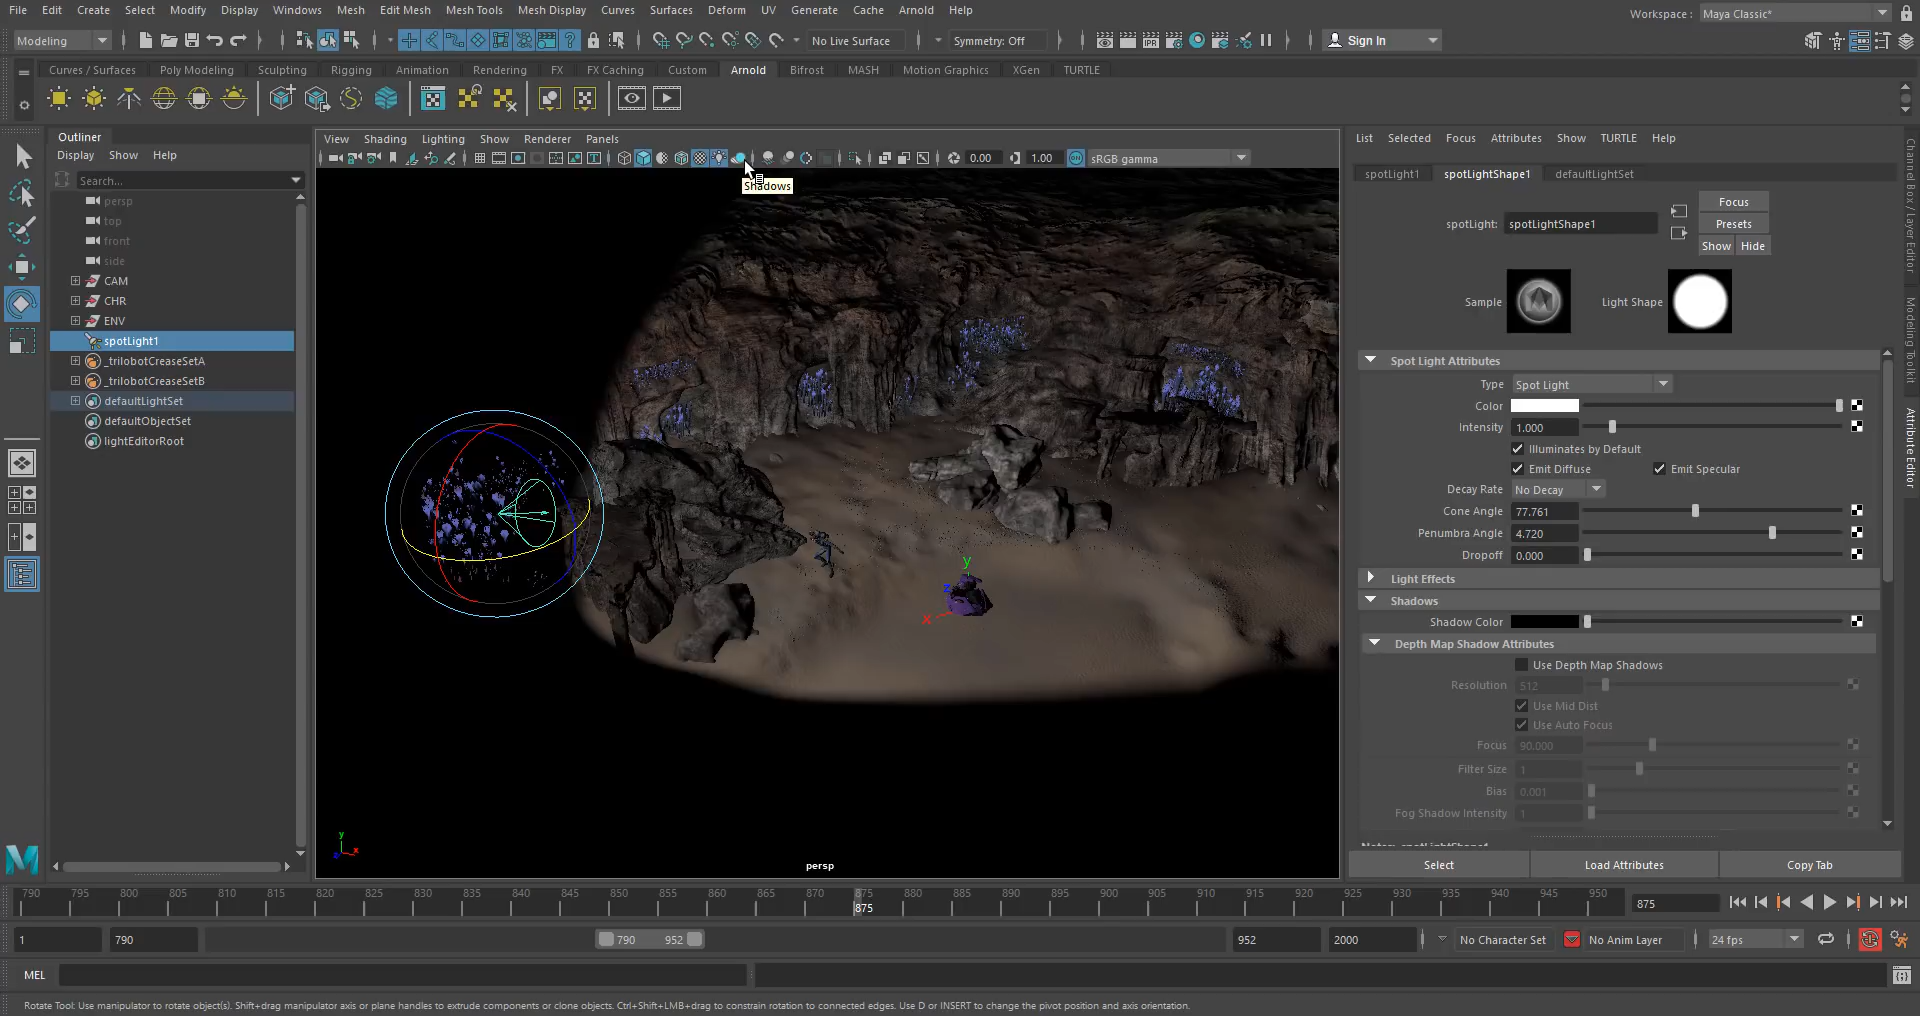 File Edit Create Select Modify Display Windows Mesh Edit Mesh Mesh Tools Mesh Display Curves Surfaces Deform UV Generate Cache Arnold Help
Workspace : Maya Classic*
Modeling No Live Surface Symmetry: Off IPR Sign In
Curves / Surfaces Poly Modeling Sculpting Rigging Animation Rendering FX FX Caching Custom Arnold Bifrost MASH Motion Graphics XGen TURTLE
Outliner
Display Show Help
Search...
persp
top
front
side
CAM
CHR
ENV
spotLight1
_trilobotCreaseSetA
_trilobotCreaseSetB
defaultLightSet
defaultObjectSet
lightEditorRoot
View Shading Lighting Show Renderer Panels
0.00 1.00 sRGB gamma
Shadows
y
z
x
y
x
persp
List Selected Focus Attributes Show TURTLE Help
spotLight1 spotLightShape1 defaultLightSet
spotLight: spotLightShape1
Focus
Presets
Show Hide
Sample Light Shape
Spot Light Attributes
Type Spot Light
Color
Intensity 1.000
Illuminates by Default
Emit Diffuse Emit Specular
Decay Rate No Decay
Cone Angle 77.761
Penumbra Angle 4.720
Dropoff 0.000
Light Effects
Shadows
Shadow Color
Depth Map Shadow Attributes
Use Depth Map Shadows
Resolution 512
Use Mid Dist
Use Auto Focus
Focus 90.000
Filter Size 1
Bias 0.001
Fog Shadow Intensity 1
Select Load Attributes Copy Tab
Channel Box / Layer Editor
Modeling Toolkit
Attribute Editor
790 795 800 805 810 815 820 825 830 835 840 845 850 855 860 865 870 875 880 885 890 895 900 905 910 915 920 925 930 935 940 945 950
875
875
1 790 790 952 952 2000 No Character Set No Anim Layer 24 fps
MEL
Rotate Tool: Use manipulator to rotate object(s). Shift+drag manipulator axis or plane handles to extrude components or clone objects. Ctrl+Shift+LMB+drag to constrain rotation to connected edges. Use D or INSERT to change the pivot position and axis orientation.